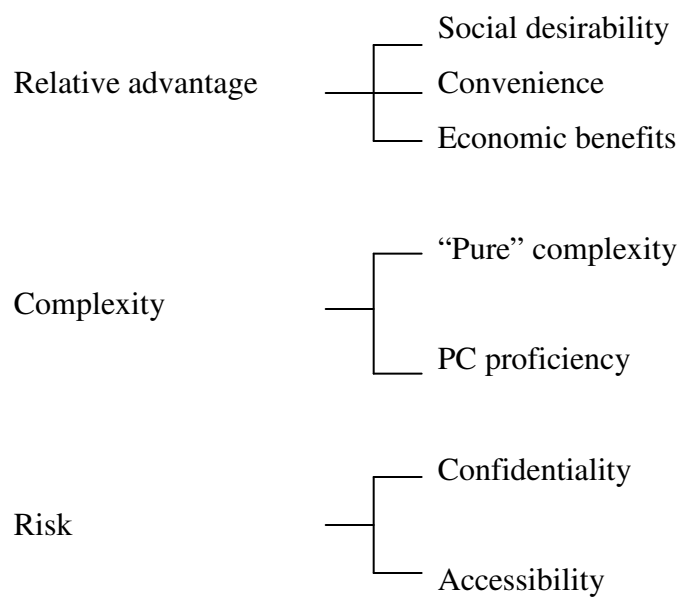 Relative advantage
Social desirability
Convenience
Economic benefits
Complexity
“Pure” complexity
PC proficiency
Risk
Confidentiality
Accessibility